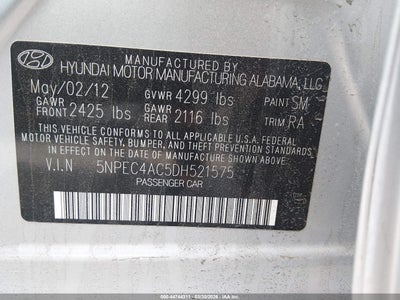 MANUFACTURED BY
HYUNDAI MOTOR MANUFACTURING ALABAMA, LLC
May/02/12 GVWR 4299 lbs PAINT SM
GAWR FRONT 2425 lbs GAWR REAR 2116 lbs TRIM RA
THIS VEHICLE CONFORMS TO ALL APPLICABLE U.S. FEDERAL
MOTOR VEHICLE SAFETY, BUMPER, AND THEFT PREVENTION
STANDARDS IN EFFECT ON THE DATE OF MANUFACTURE SHOWN ABOVE.
V.I.N 5NPEC4AC5DH521575
PASSENGER CAR